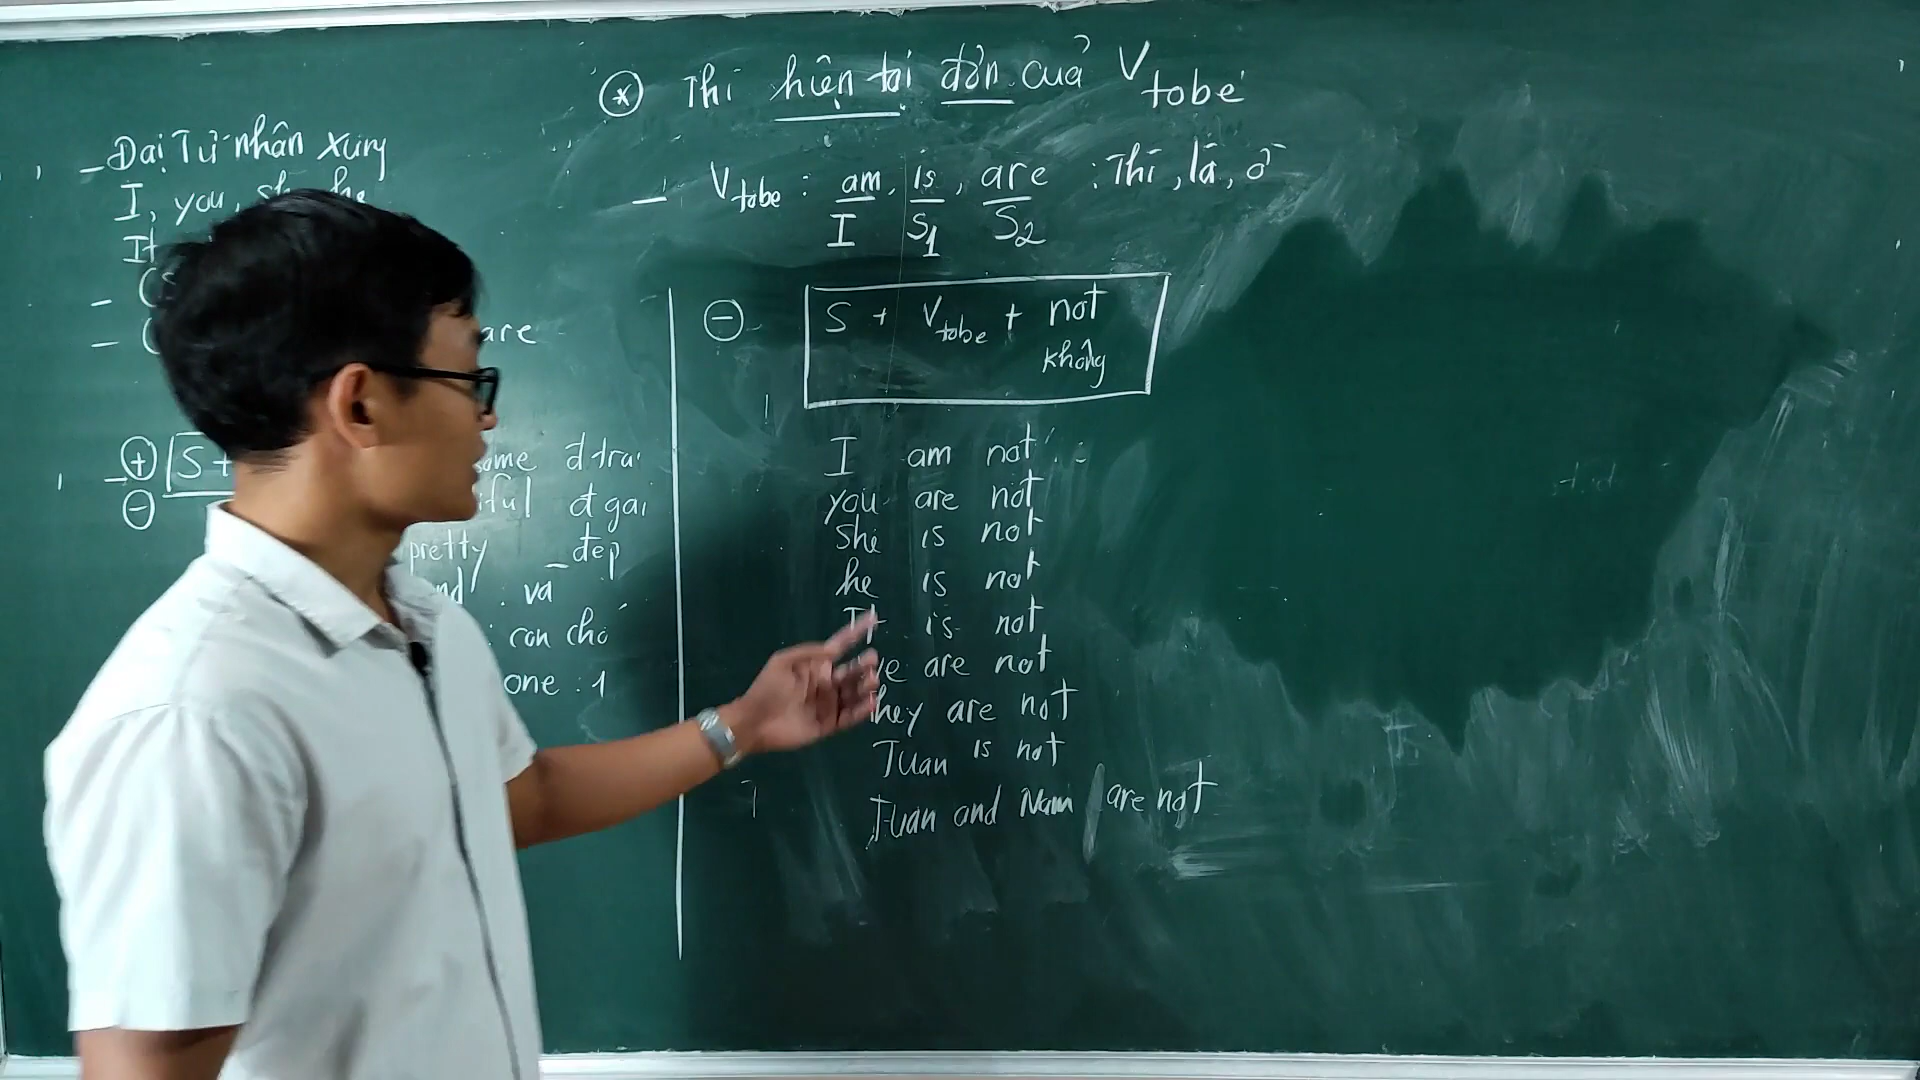 * Thì hiện tại đơn của V tobe
- Đại Từ nhân xưng
I, you, she, he
It
-
- are
+ S +
-
đ trai
đ gái
pretty _ đẹp
: và
: con chó
one : 1
- V tobe : am, is, are : Thì, là, ở
I S1 S2
- S + V tobe + not
không
I am not
you are not
she is not
he is not
It is not
we are not
they are not
Tuan is not
Tuan and Nam are not